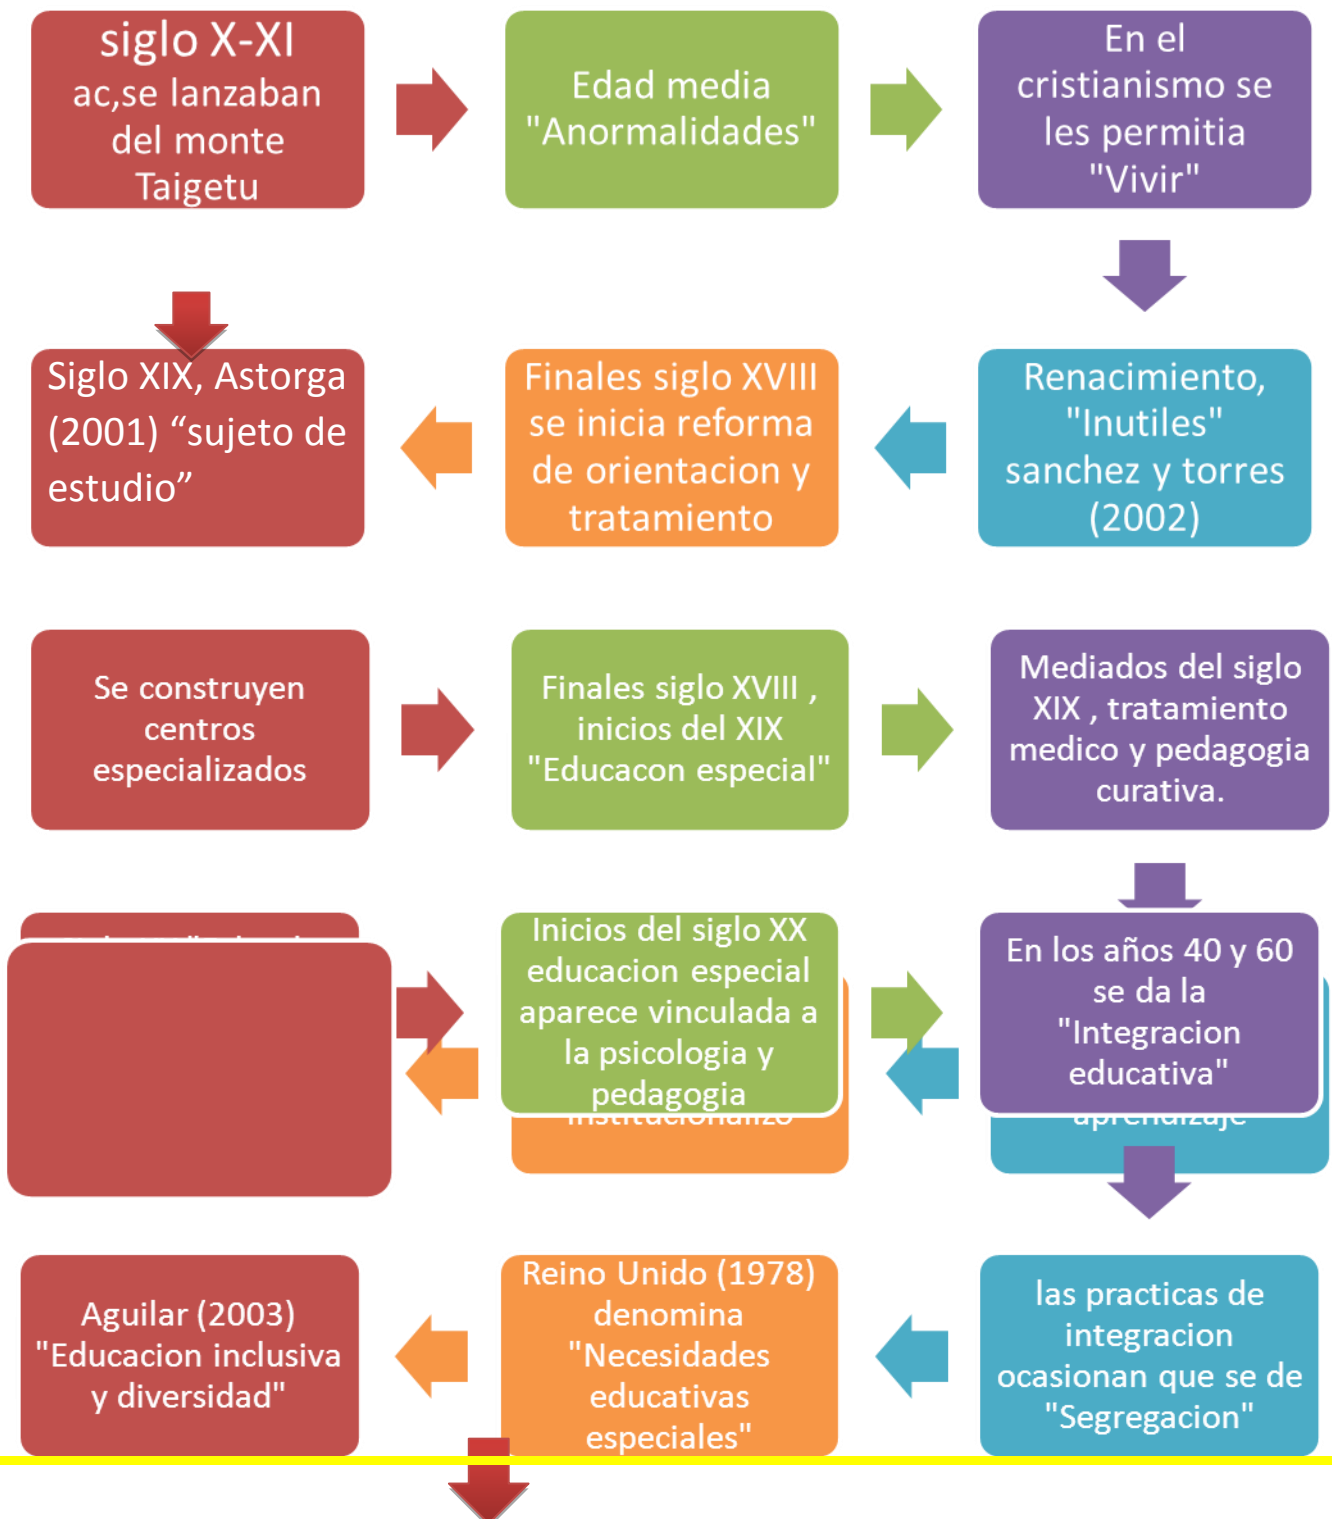 siglo X-XI
ac,se lanzaban
del monte
Taigetu
Edad media
"Anormalidades"
En el
cristianismo se
les permitia
"Vivir"
Renacimiento,
"Inutiles"
sanchez y torres
(2002)
Finales siglo XVIII
se inicia reforma
de orientacion y
tratamiento
Siglo XIX, Astorga
(2001) “sujeto de
estudio”
Se construyen
centros
especializados
Finales siglo XVIII ,
inicios del XIX
"Educacon especial"
Mediados del siglo
XIX , tratamiento
medico y pedagogia
curativa.
Inicios del siglo XX
educacion especial
aparece vinculada a
la psicologia y
pedagogia
institucionalizo
En los años 40 y 60
se da la
"Integracion
educativa"
aprendizaje
las practicas de
integracion
ocasionan que se de
"Segregacion"
Reino Unido (1978)
denomina
"Necesidades
educativas
especiales"
Aguilar (2003)
"Educacion inclusiva
y diversidad"